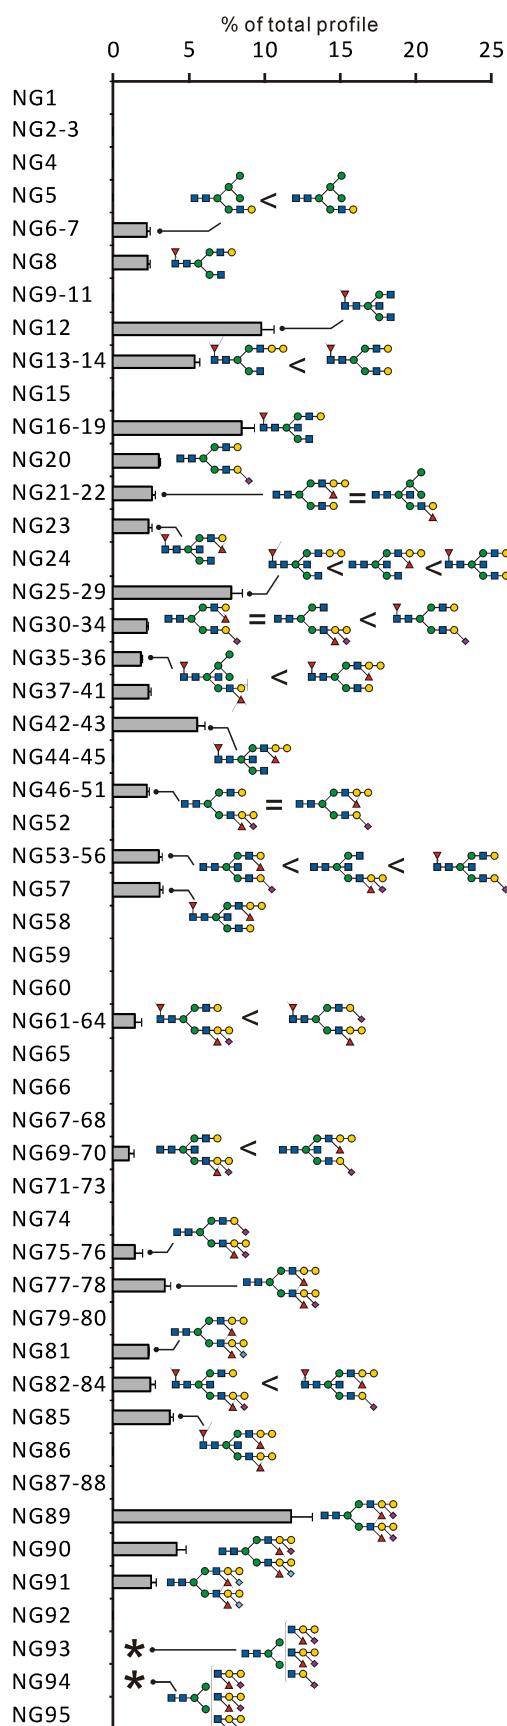 % of total profile
0 5 10 15 20 25
NG1
NG2-3
NG4
NG5
<
NG6-7
NG8
NG9-11
NG12
NG13-14
<
NG15
NG16-19
NG20
NG21-22
=
NG23
NG24
< <
NG25-29
NG30-34
= <
NG35-36
<
NG37-41
NG42-43
NG44-45
NG46-51
=
NG52
NG53-56
< <
NG57
NG58
NG59
NG60
NG61-64
<
NG65
NG66
NG67-68
NG69-70
<
NG71-73
NG74
NG75-76
NG77-78
NG79-80
NG81
NG82-84
<
NG85
NG86
NG87-88
NG89
NG90
NG91
NG92
NG93
*
NG94
*
NG95